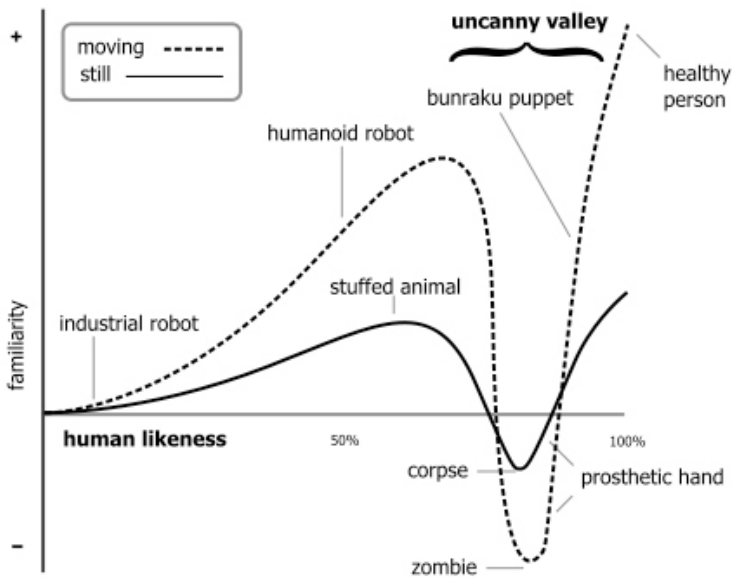 +
uncanny valley
moving
still
healthy
person
bunraku puppet
humanoid robot
stuffed animal
industrial robot
familiarity
human likeness
50%
100%
corpse
prosthetic hand
–
zombie